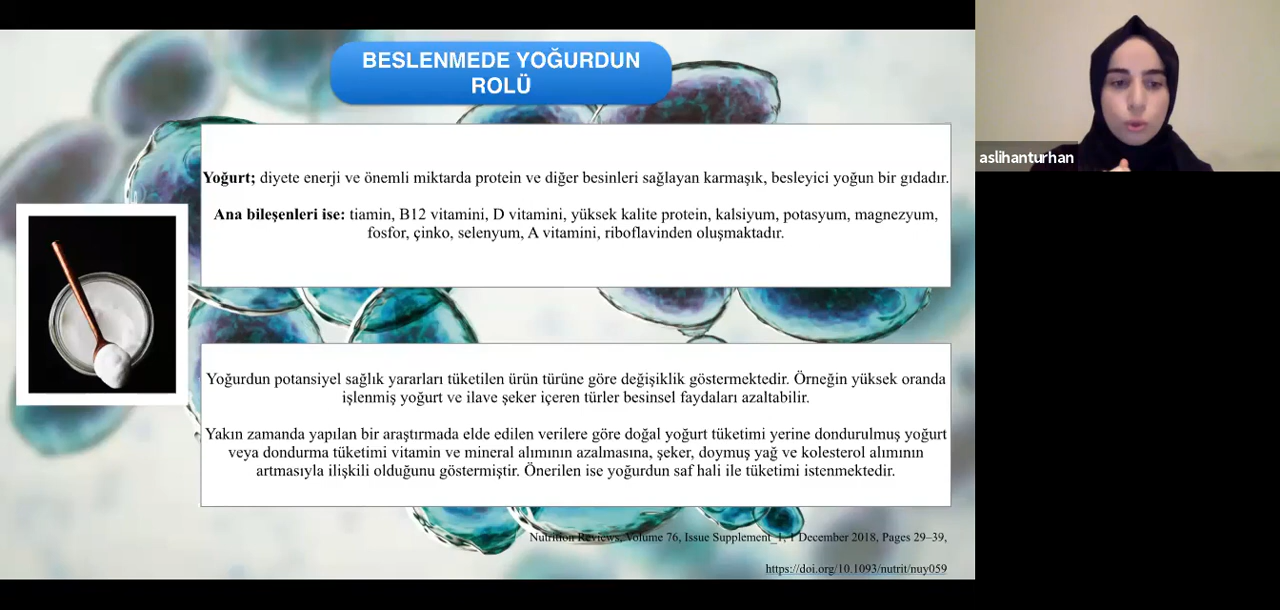 BESLENMEDE YOĞURDUN
ROLÜ
aslihanturhan
Yoğurt; diyete enerji ve önemli miktarda protein ve diğer besinleri sağlayan karmaşık, besleyici yoğun bir gıdadır.
Ana bileşenleri ise: tiamin, B12 vitamini, D vitamini, yüksek kalite protein, kalsiyum, potasyum, magnezyum,
fosfor, çinko, selenyum, A vitamini, riboflavinden oluşmaktadır.
Yoğurdun potansiyel sağlık yararları tüketilen ürün türüne göre değişiklik göstermektedir. Örneğin yüksek oranda
işlenmiş yoğurt ve ilave şeker içeren türler besinsel faydaları azaltabilir.
Yakın zamanda yapılan bir araştırmada elde edilen verilere göre doğal yoğurt tüketimi yerine dondurulmuş yoğurt
veya dondurma tüketimi vitamin ve mineral alımının azalmasına, şeker, doymuş yağ ve kolesterol alımının
artmasıyla ilişkili olduğunu göstermiştir. Önerilen ise yoğurdun saf hali ile tüketimi istenmektedir.
Nutrition Reviews, Volume 76, Issue Supplement_1, 1 December 2018, Pages 29–39,
https://doi.org/10.1093/nutrit/nuy059